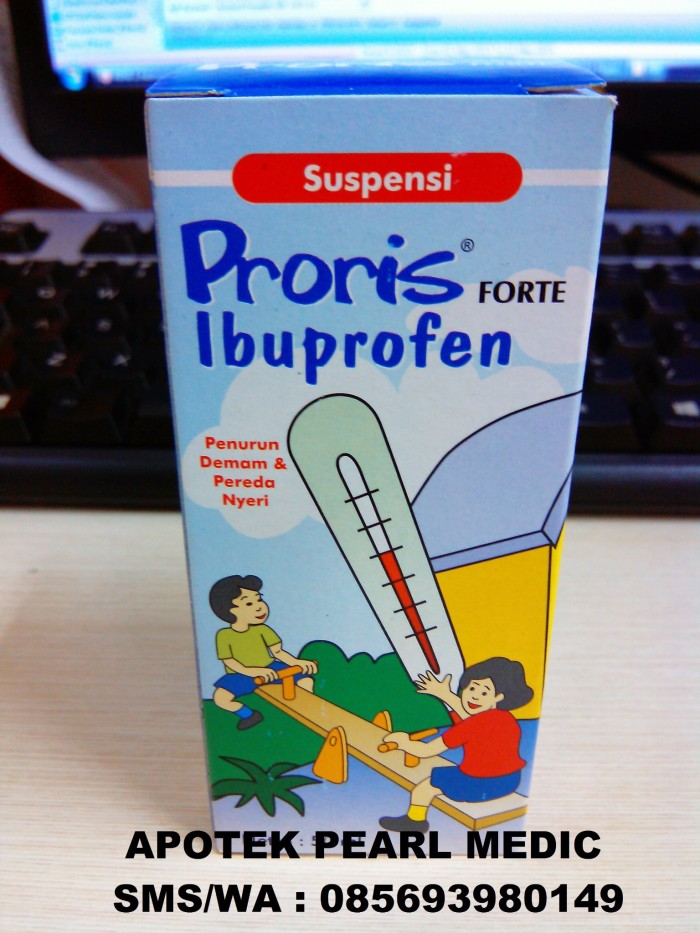 Suspensi
Proris®
FORTE
Ibuprofen
Penurun
Demam &
Pereda
Nyeri
APOTEK PEARL MEDIC
SMS/WA : 085693980149